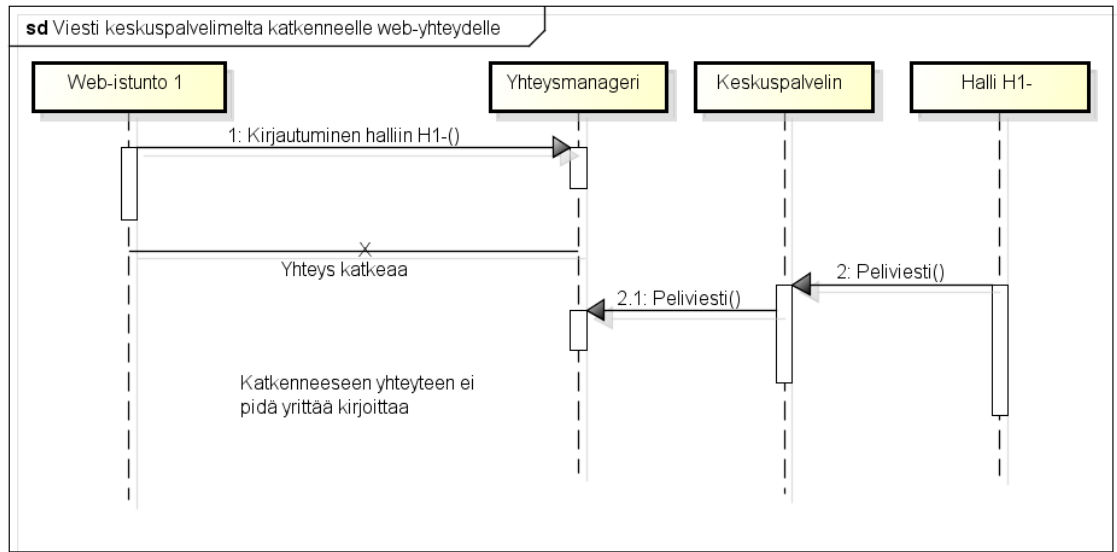 sd Viesti keskuspalvelimelta katkenneelle web-yhteydelle
Web-istunto 1
Yhteysmanageri
Keskuspalvelin
Halli H1-
1: Kirjautuminen halliin H1-()
X
Yhteys katkeaa
2: Peliviesti()
2.1: Peliviesti()
Katkenneeseen yhteyteen ei
pidä yrittää kirjoittaa